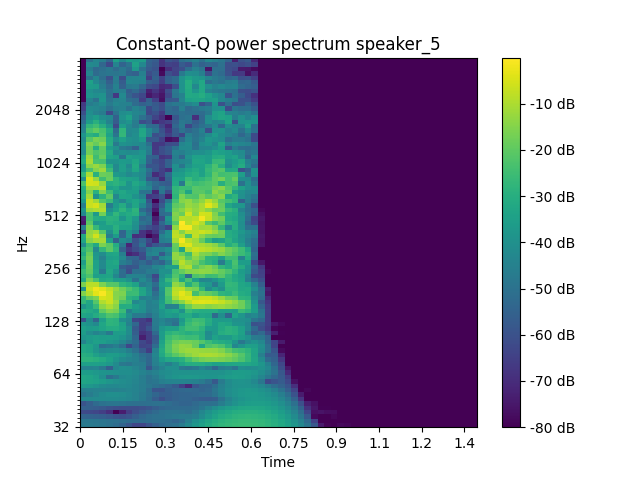 Constant-Q power spectrum speaker_5
Hz
2048
1024
512
256
128
64
32
0 0.15 0.3 0.45 0.6 0.75 0.9 1.1 1.2 1.4
Time
-10 dB
-20 dB
-30 dB
-40 dB
-50 dB
-60 dB
-70 dB
-80 dB